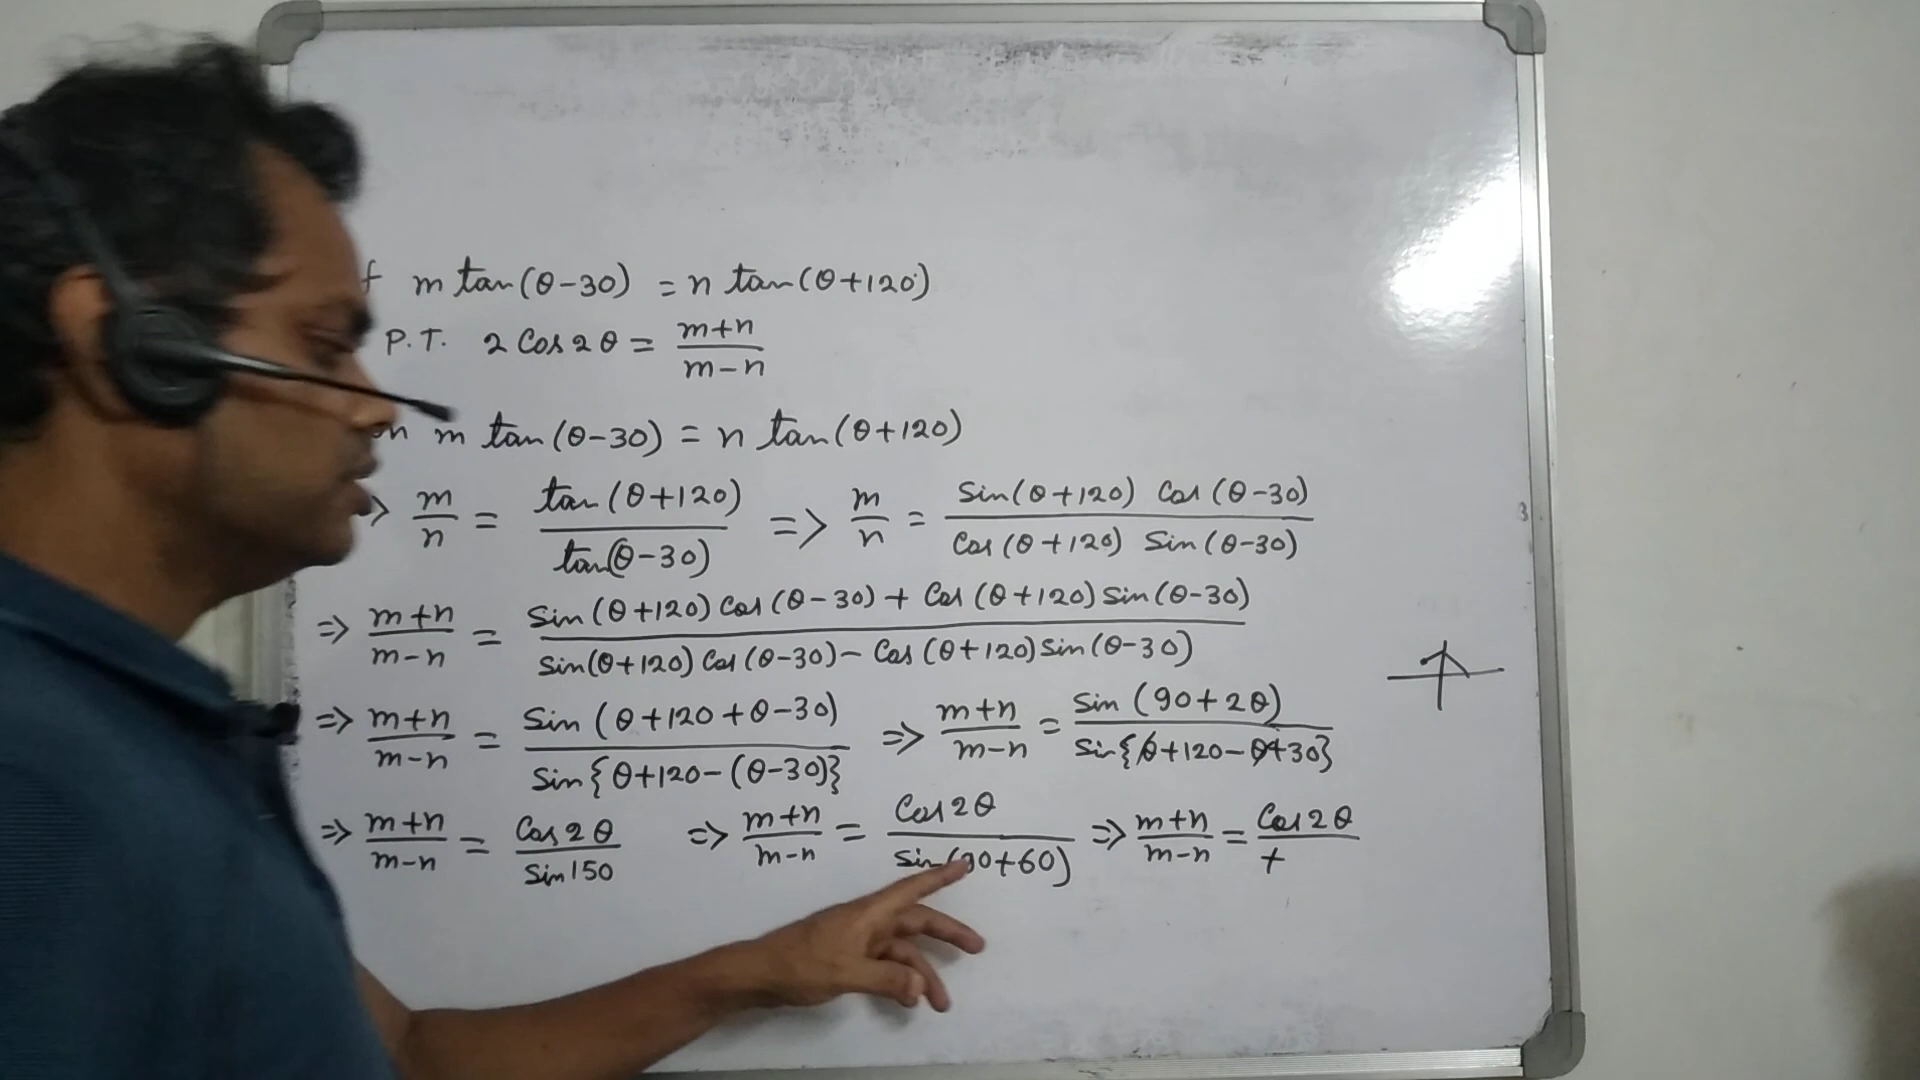 f m tan(θ-30) = n tan(θ+120)
P.T. 2 Cos 2θ = m+n / m-n
m tan(θ-30) = n tan(θ+120)
⇒ m/n = tan(θ+120) / tan(θ-30) ⇒ m/n = Sin(θ+120) Cos(θ-30) / Cos(θ+120) Sin(θ-30)
⇒ m+n / m-n = Sin(θ+120) Cos(θ-30) + Cos(θ+120) Sin(θ-30) / Sin(θ+120) Cos(θ-30) - Cos(θ+120) Sin(θ-30)
⇒ m+n / m-n = Sin(θ+120+θ-30) / Sin{θ+120-(θ-30)} ⇒ m+n / m-n = Sin(90+2θ) / Sin{θ+120-θ+30}
⇒ m+n / m-n = Cos 2θ / Sin 150 ⇒ m+n / m-n = Cos 2θ / Sin(90+60) ⇒ m+n / m-n = Cos 2θ / +